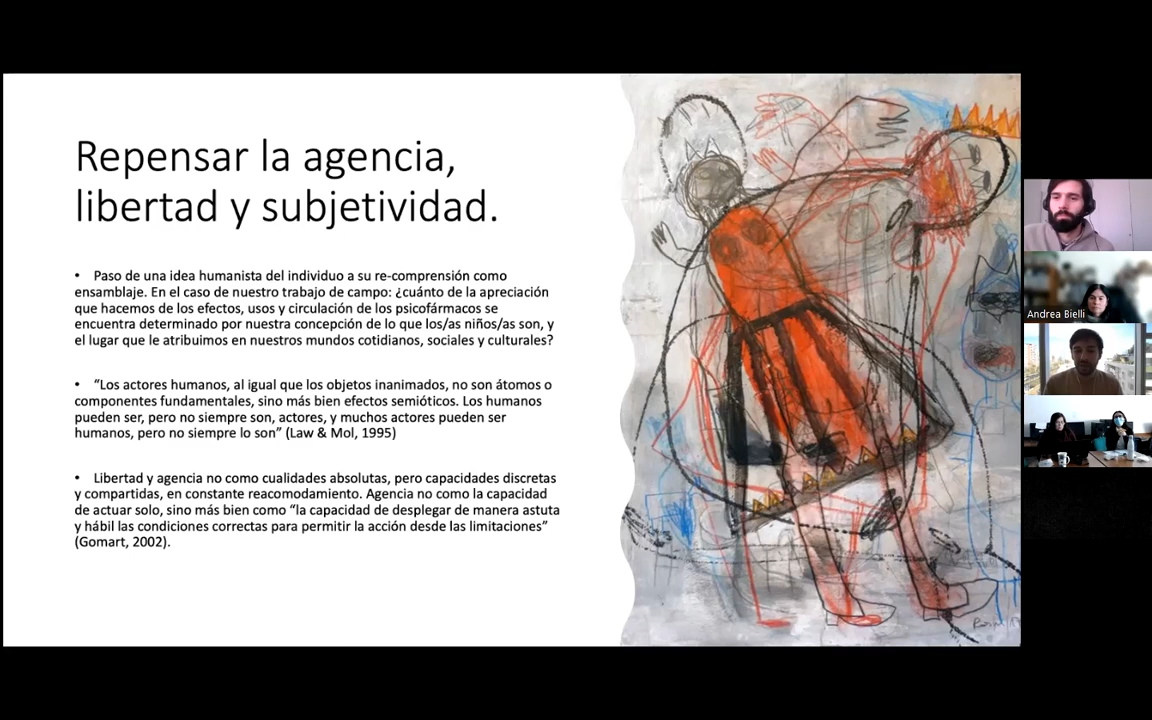 Repensar la agencia,
libertad y subjetividad.
• Paso de una idea humanista del individuo a su re-comprensión como
ensamblaje. En el caso de nuestro trabajo de campo: ¿cuánto de la apreciación
que hacemos de los efectos, usos y circulación de los psicofármacos se
encuentra determinado por nuestra concepción de lo que los/as niños/as son, y
el lugar que le atribuimos en nuestros mundos cotidianos, sociales y culturales?
• “Los actores humanos, al igual que los objetos inanimados, no son átomos o
componentes fundamentales, sino más bien efectos semióticos. Los humanos
pueden ser, pero no siempre son, actores, y muchos actores pueden ser
humanos, pero no siempre lo son” (Law & Mol, 1995)
• Libertad y agencia no como cualidades absolutas, pero capacidades discretas
y compartidas, en constante reacomodamiento. Agencia no como la capacidad
de actuar solo, sino más bien como “la capacidad de desplegar de manera astuta
y hábil las condiciones correctas para permitir la acción desde las limitaciones”
(Gomart, 2002).
Andrea Bielli